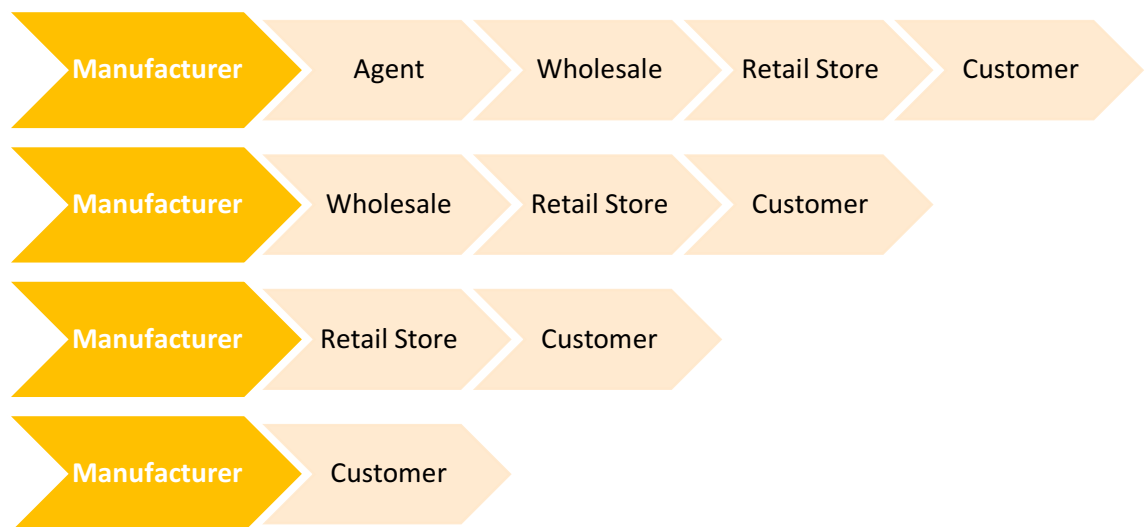 Manufacturer Agent Wholesale Retail Store Customer
Manufacturer Wholesale Retail Store Customer
Manufacturer Retail Store Customer
Manufacturer Customer